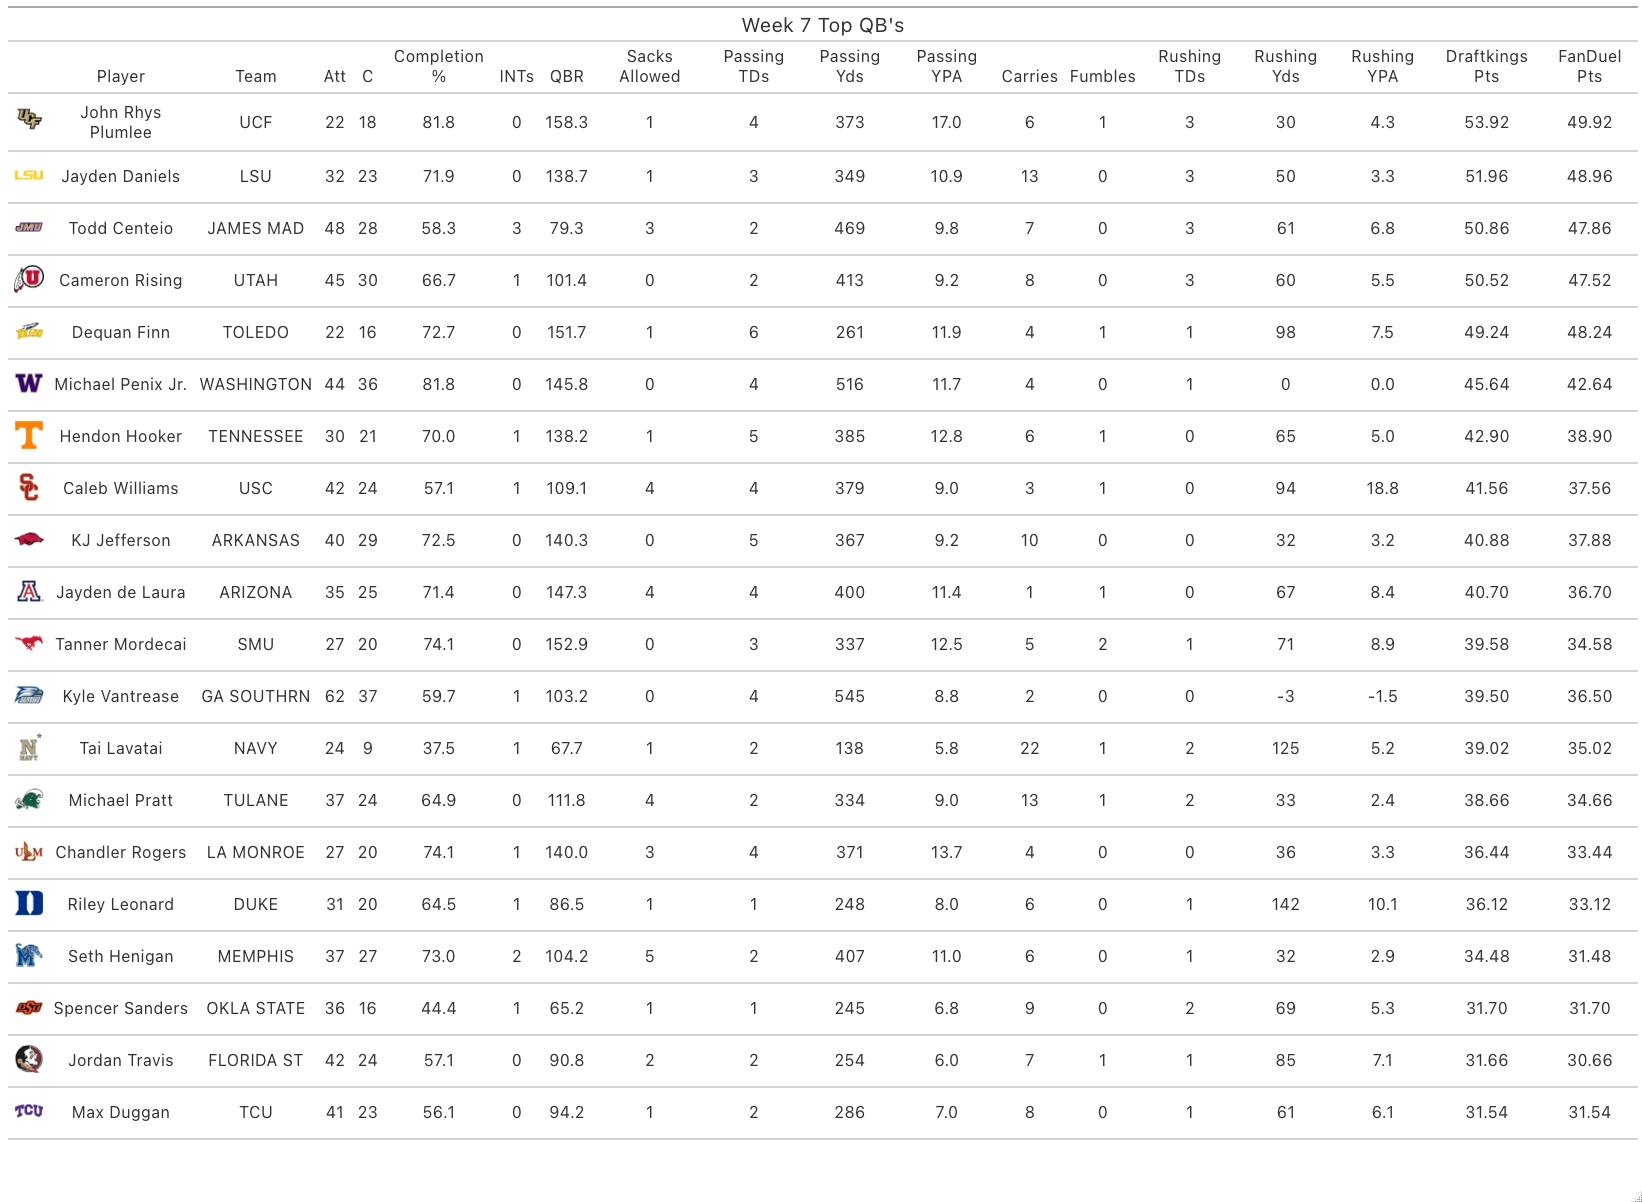 Week 7 Top QB's
Player Team Att C Completion % INTs QBR Sacks Allowed Passing TDs Passing Yds Passing YPA Carries Fumbles Rushing TDs Rushing Yds Rushing YPA Draftkings Pts FanDuel Pts
UCF John Rhys Plumlee UCF 22 18 81.8 0 158.3 1 4 373 17.0 6 1 3 30 4.3 53.92 49.92
LSU Jayden Daniels LSU 32 23 71.9 0 138.7 1 3 349 10.9 13 0 3 50 3.3 51.96 48.96
JMU Todd Centeio JAMES MAD 48 28 58.3 3 79.3 3 2 469 9.8 7 0 3 61 6.8 50.86 47.86
U Cameron Rising UTAH 45 30 66.7 1 101.4 0 2 413 9.2 8 0 3 60 5.5 50.52 47.52
Dequan Finn TOLEDO 22 16 72.7 0 151.7 1 6 261 11.9 4 1 1 98 7.5 49.24 48.24
W Michael Penix Jr. WASHINGTON 44 36 81.8 0 145.8 0 4 516 11.7 4 0 1 0 0.0 45.64 42.64
T Hendon Hooker TENNESSEE 30 21 70.0 1 138.2 1 5 385 12.8 6 1 0 65 5.0 42.90 38.90
SC Caleb Williams USC 42 24 57.1 1 109.1 4 4 379 9.0 3 1 0 94 18.8 41.56 37.56
KJ Jefferson ARKANSAS 40 29 72.5 0 140.3 0 5 367 9.2 10 0 0 32 3.2 40.88 37.88
A Jayden de Laura ARIZONA 35 25 71.4 0 147.3 4 4 400 11.4 1 1 0 67 8.4 40.70 36.70
Tanner Mordecai SMU 27 20 74.1 0 152.9 0 3 337 12.5 5 2 1 71 8.9 39.58 34.58
Kyle Vantrease GA SOUTHRN 62 37 59.7 1 103.2 0 4 545 8.8 2 0 0 -3 -1.5 39.50 36.50
N NAVY Tai Lavatai NAVY 24 9 37.5 1 67.7 1 2 138 5.8 22 1 2 125 5.2 39.02 35.02
Michael Pratt TULANE 37 24 64.9 0 111.8 4 2 334 9.0 13 1 2 33 2.4 38.66 34.66
ULM Chandler Rogers LA MONROE 27 20 74.1 1 140.0 3 4 371 13.7 4 0 0 36 3.3 36.44 33.44
D Riley Leonard DUKE 31 20 64.5 1 86.5 1 1 248 8.0 6 0 1 142 10.1 36.12 33.12
M Seth Henigan MEMPHIS 37 27 73.0 2 104.2 5 2 407 11.0 6 0 1 32 2.9 34.48 31.48
OSU Spencer Sanders OKLA STATE 36 16 44.4 1 65.2 1 1 245 6.8 9 0 2 69 5.3 31.70 31.70
Jordan Travis FLORIDA ST 42 24 57.1 0 90.8 2 2 254 6.0 7 1 1 85 7.1 31.66 30.66
TCU Max Duggan TCU 41 23 56.1 0 94.2 1 2 286 7.0 8 0 1 61 6.1 31.54 31.54